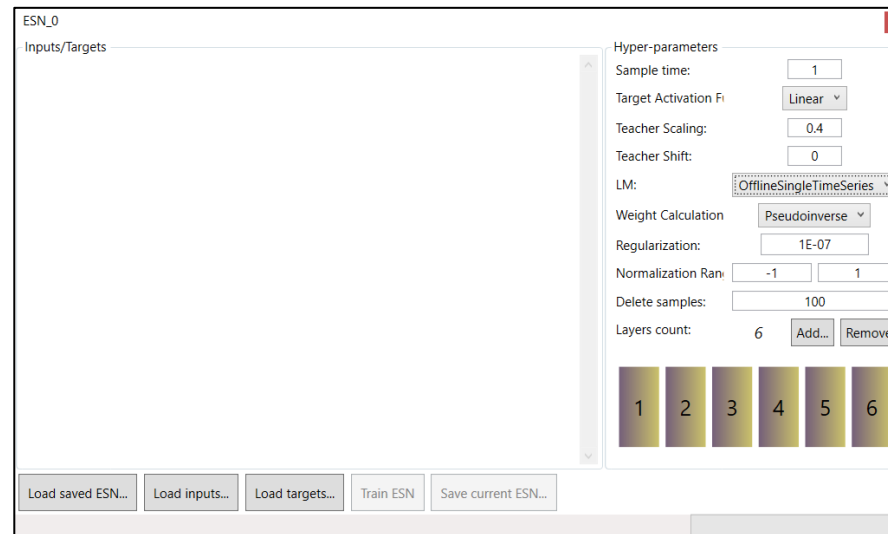 ESN_0
Inputs/Targets
Hyper-parameters
Sample time: 1
Target Activation Fu Linear
Teacher Scaling: 0.4
Teacher Shift: 0
LM: OfflineSingleTimeSeries
Weight Calculation Pseudoinverse
Regularization: 1E-07
Normalization Ran -1 1
Delete samples: 100
Layers count: 6 Add... Remove
1 2 3 4 5 6
Load saved ESN... Load inputs... Load targets... Train ESN Save current ESN...